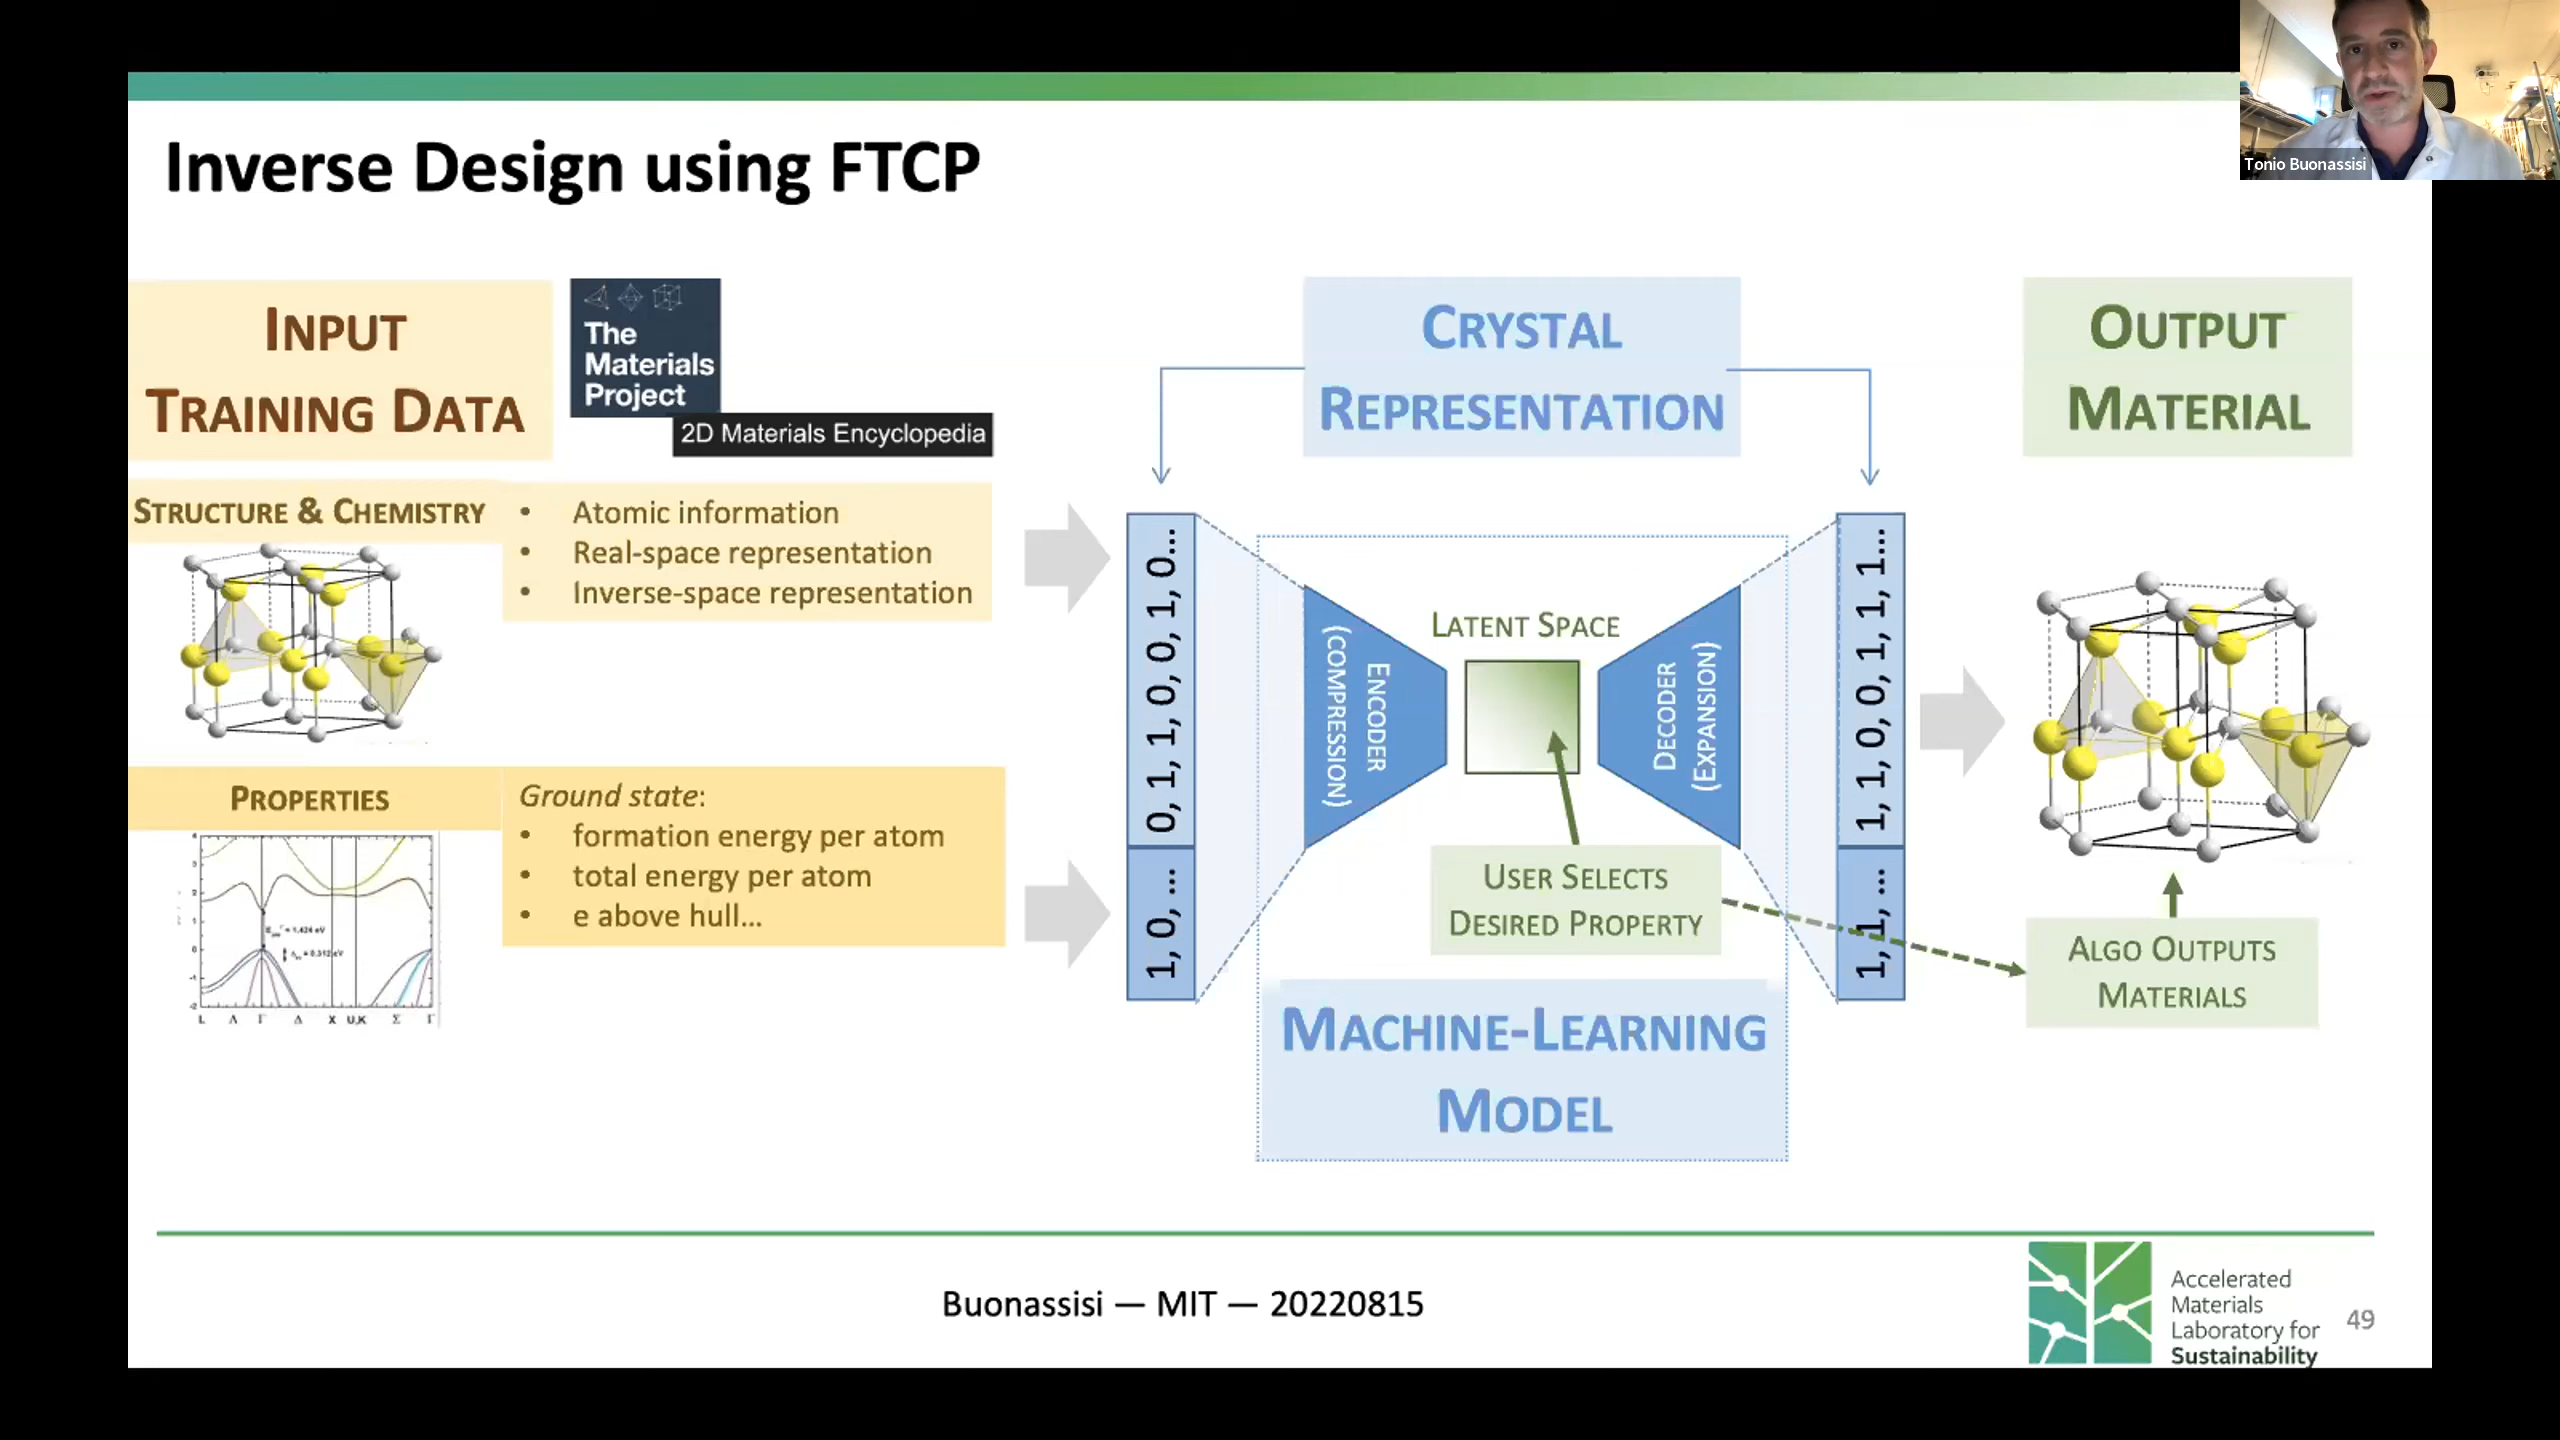 Tonio Buonassisi
Inverse Design using FTCP
INPUT
TRAINING DATA
The
Materials
Project
2D Materials Encyclopedia
STRUCTURE & CHEMISTRY
• Atomic information
• Real-space representation
• Inverse-space representation
PROPERTIES
Ground state:
• formation energy per atom
• total energy per atom
• e above hull...
L Λ Γ Δ X U,K Σ Γ
CRYSTAL
REPRESENTATION
0, 1, 1, 0, 0, 1, 0...
1, 0, ...
ENCODER
(COMPRESSION)
LATENT SPACE
DECODER
(EXPANSION)
USER SELECTS
DESIRED PROPERTY
MACHINE-LEARNING
MODEL
1, 1, 0, 0, 1, 1, 1...
1, 1, ...
OUTPUT
MATERIAL
ALGO OUTPUTS
MATERIALS
Buonassisi — MIT — 20220815
Accelerated
Materials
Laboratory for
Sustainability
49